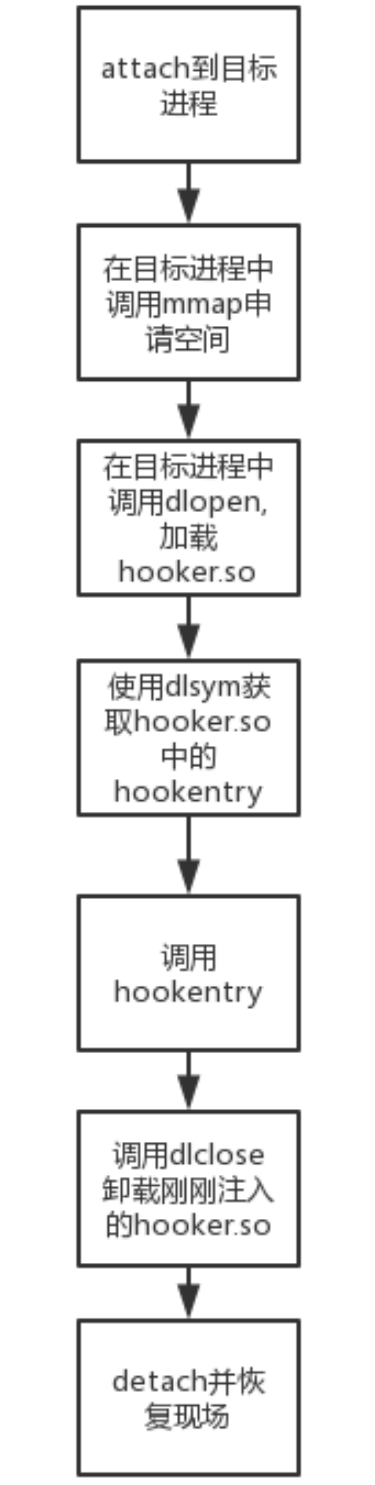 attach到目标
进程
在目标进程中
调用mmap申
请空间
在目标进程中
调用dlopen,
加载
hooker.so
使用dlsym获
取hooker.so
中的
hookentry
调用
hookentry
调用dlclose
卸载刚刚注入
的hooker.so
detach并恢
复现场